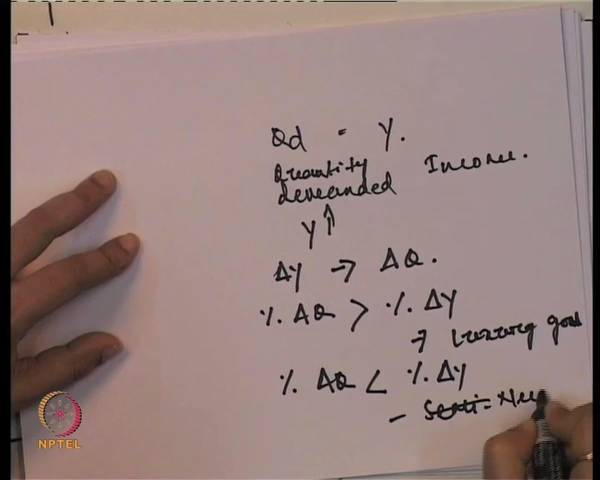 Qd - Y.
Quantity demanded Income.
Y↑
ΔY → ΔQ.
%. ΔQ > %. ΔY
→ luxury good
%. ΔQ < %. ΔY
-
NPTEL